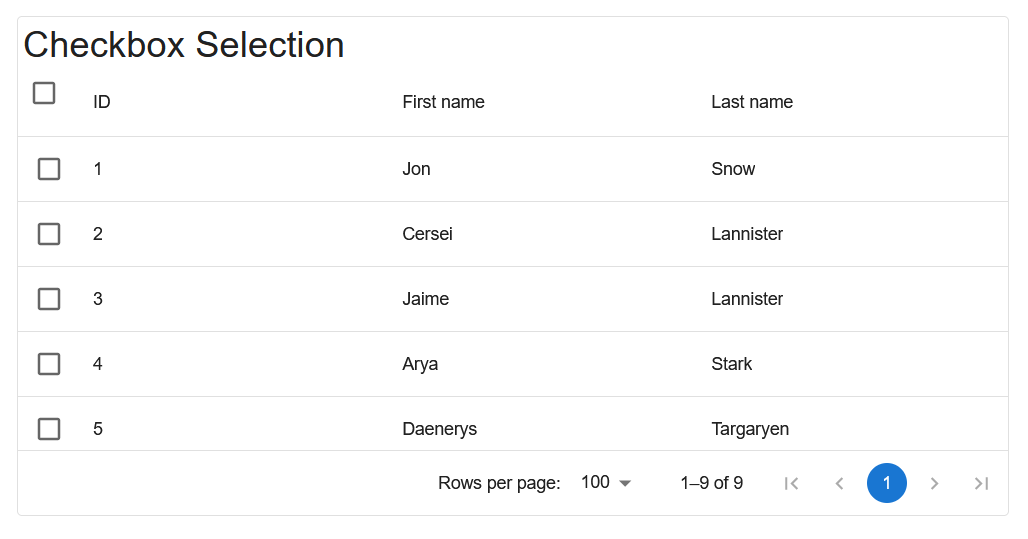 Checkbox Selection
ID First name Last name
1 Jon Snow
2 Cersei Lannister
3 Jaime Lannister
4 Arya Stark
5 Daenerys Targaryen
Rows per page: 100 1–9 of 9 1